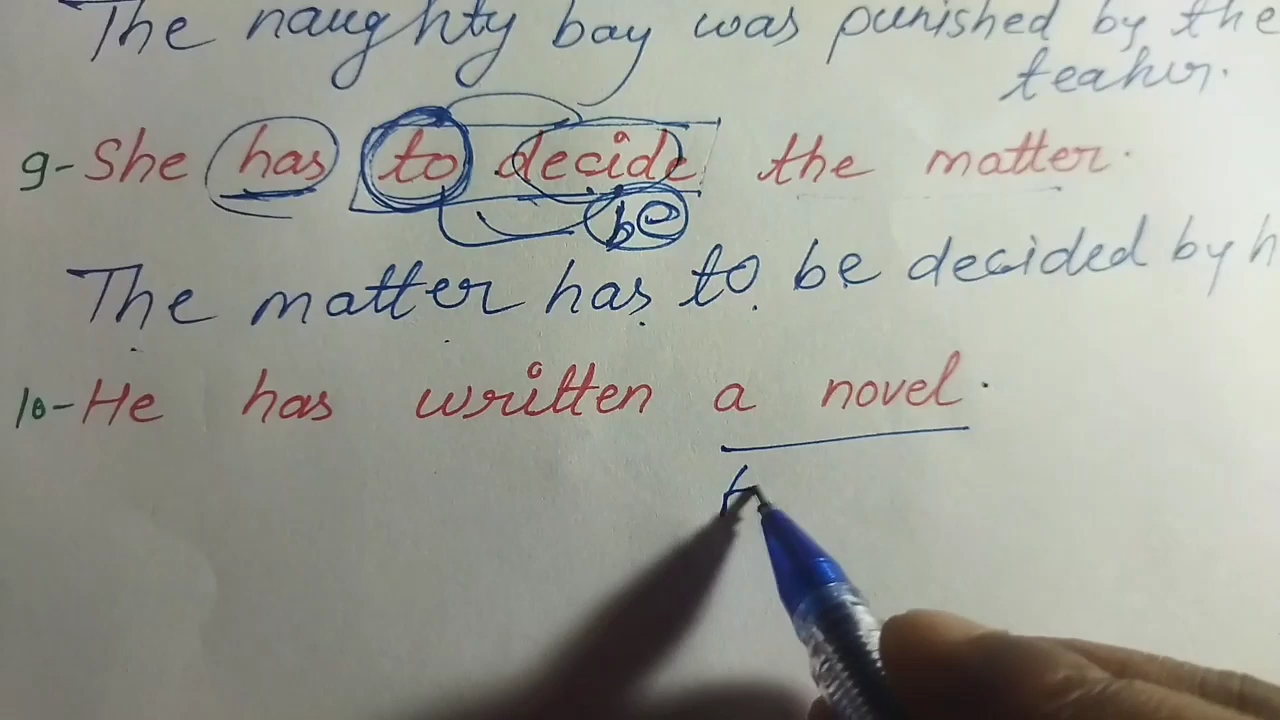 The naughty bay was punished by the
teaher.
9- She has to decide the matter.
be
The matter has to be decided by h
10- He has written a novel.